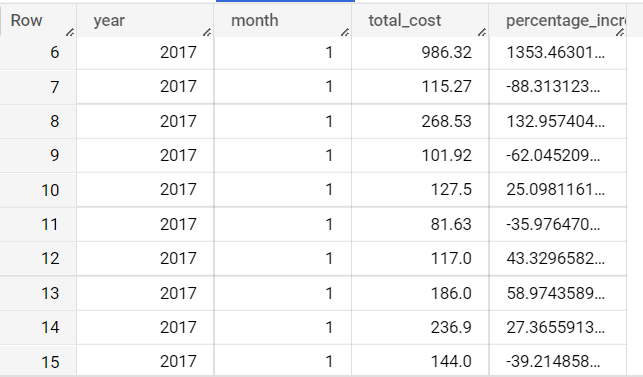 Row year month total_cost percentage_incre
6 2017 1 986.32 1353.46301...
7 2017 1 115.27 -88.313123...
8 2017 1 268.53 132.957404...
9 2017 1 101.92 -62.045209...
10 2017 1 127.5 25.0981161...
11 2017 1 81.63 -35.976470...
12 2017 1 117.0 43.3296582...
13 2017 1 186.0 58.9743589...
14 2017 1 236.9 27.3655913...
15 2017 1 144.0 -39.214858...